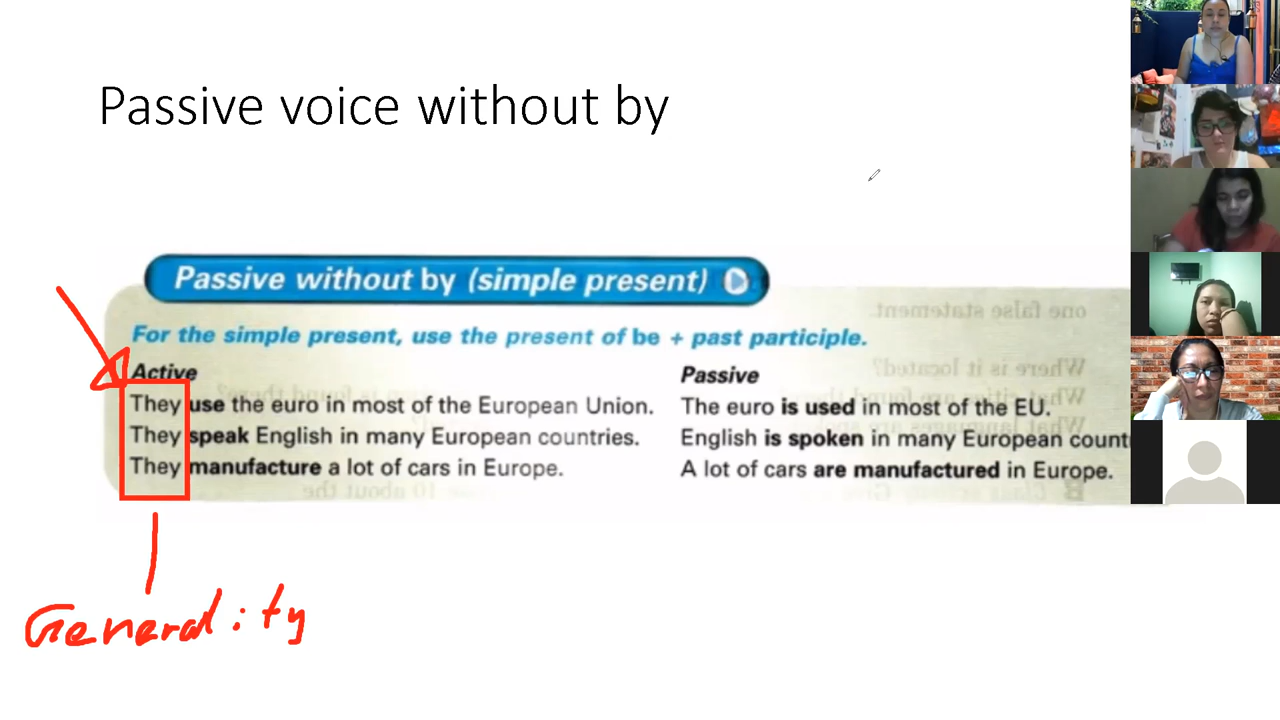 Passive voice without by
Passive without by (simple present)
For the simple present, use the present of be + past participle.
Active
Passive
They use the euro in most of the European Union.
The euro is used in most of the EU.
They speak English in many European countries.
English is spoken in many European count
They manufacture a lot of cars in Europe.
A lot of cars are manufactured in Europe.
Generality